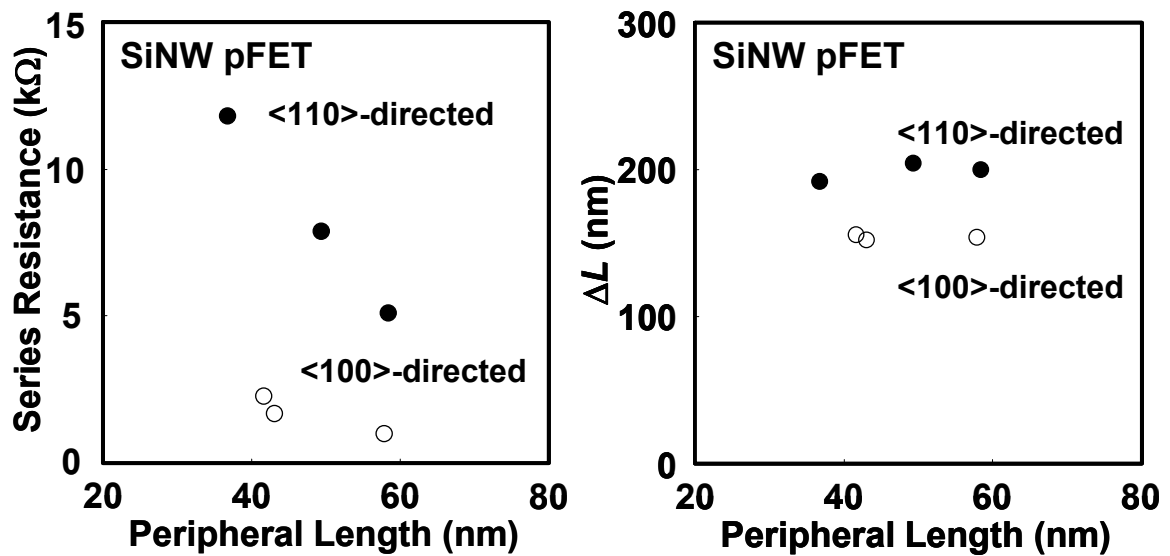 15
SiNW pFET
<110>-directed
10
5
<100>-directed
0
20 40 60 80
Series Resistance (kΩ)
Peripheral Length (nm)
300
SiNW pFET
<110>-directed
200
<100>-directed
100
0
20 40 60 80
ΔL (nm)
Peripheral Length (nm)